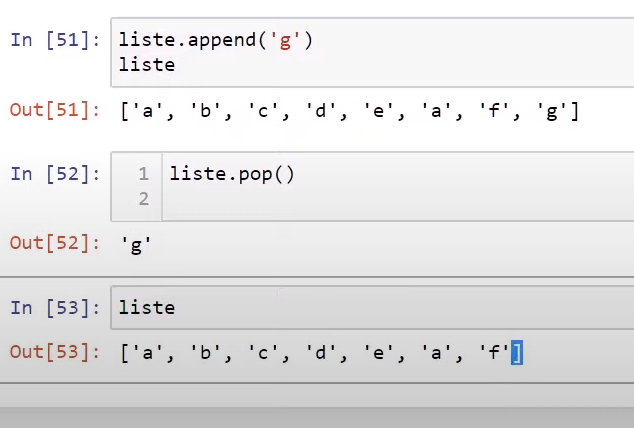 In [51]: liste.append('g')
liste
Out[51]: ['a', 'b', 'c', 'd', 'e', 'a', 'f', 'g']
In [52]: 1 liste.pop()
2
Out[52]: 'g'
In [53]: liste
Out[53]: ['a', 'b', 'c', 'd', 'e', 'a', 'f']